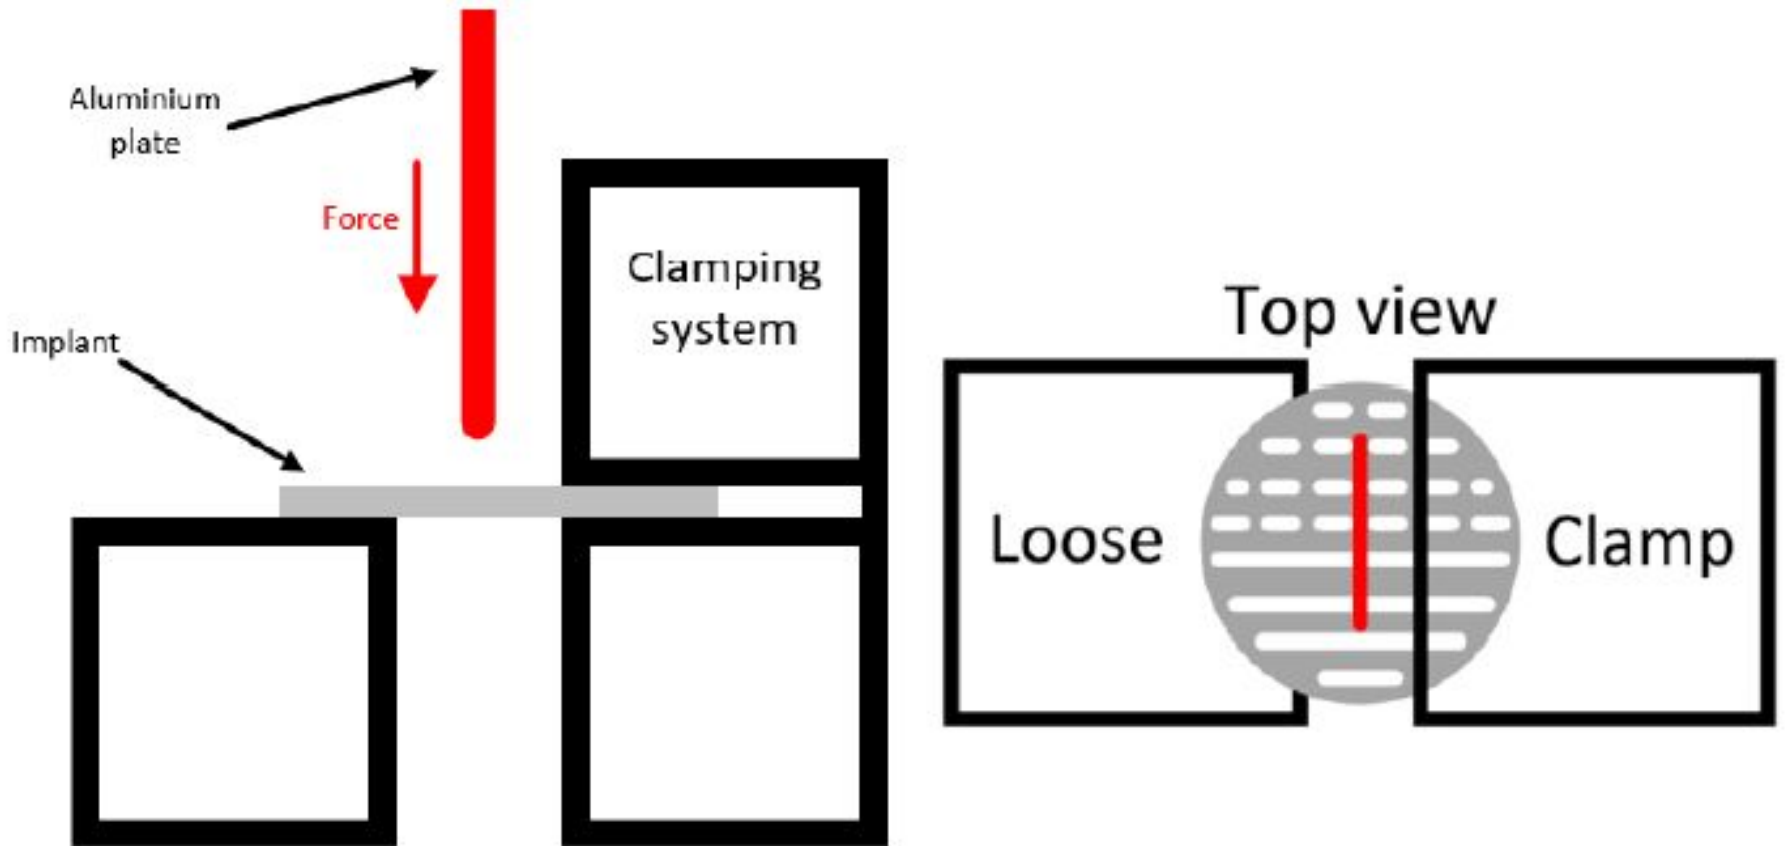 Aluminium
plate
Force
Clamping
system
Implant
Top view
Loose
Clamp